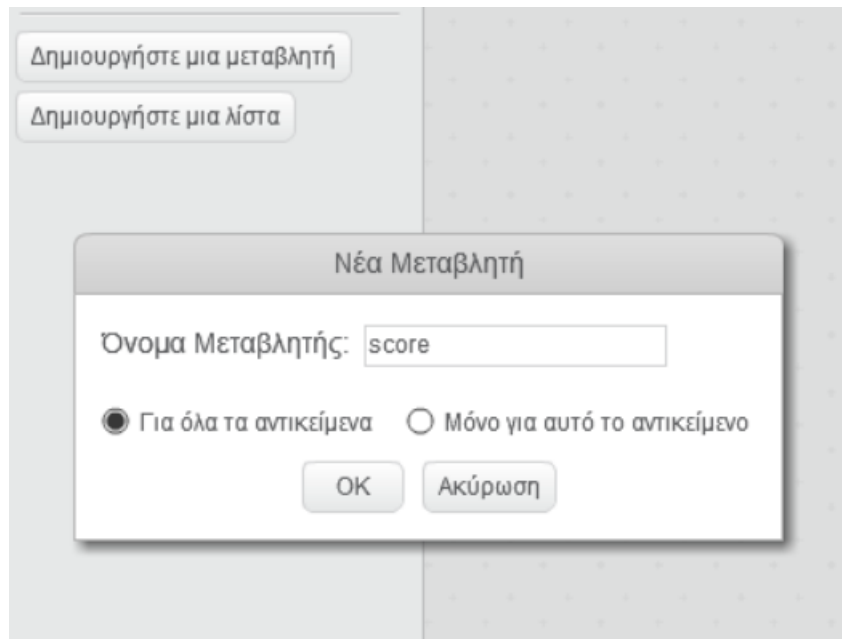 Δημιουργήστε μια μεταβλητή
Δημιουργήστε μια λίστα
Νέα Μεταβλητή
Όνομα Μεταβλητής: score
Για όλα τα αντικείμενα Μόνο για αυτό το αντικείμενο
OK Ακύρωση